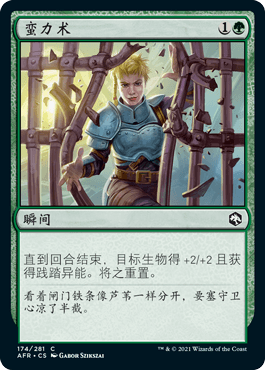 蛮力术 1
瞬间
直到回合结束，目标生物得+2/+2且获
得践踏异能。将之重置。
看着闸门铁条像芦苇一样分开，要塞守卫
心凉了半截。
174/281 C
AFR • CS GABOR SZIKSZAI
™ & © 2021 Wizards of the Coast